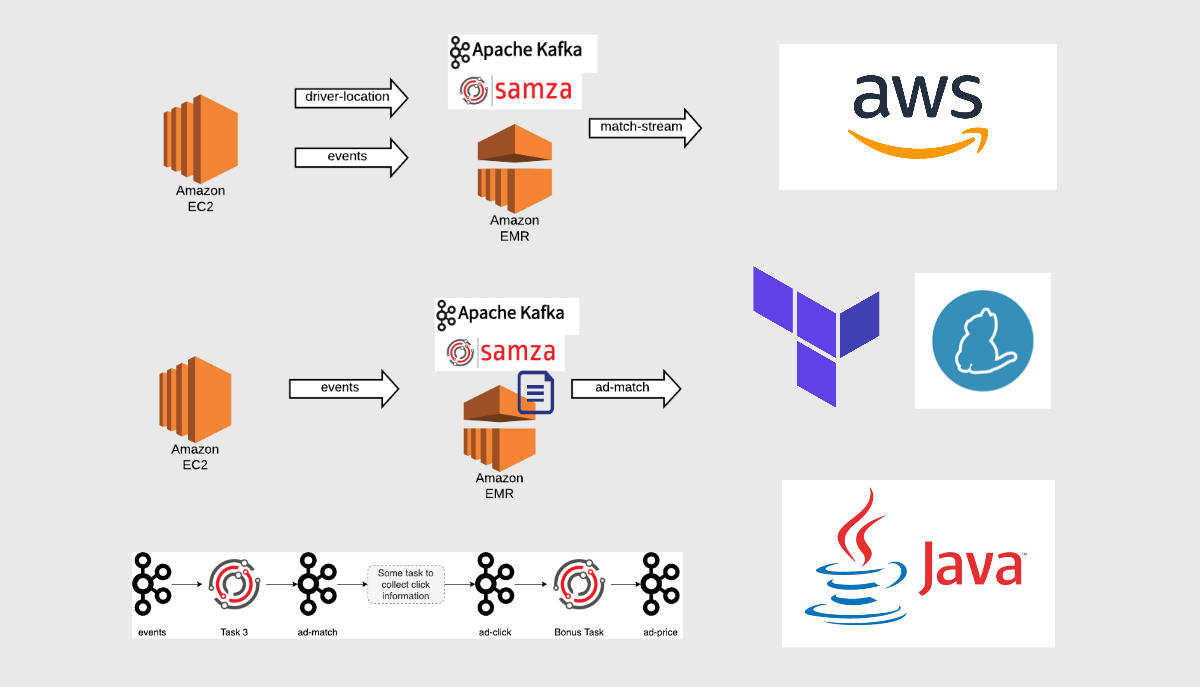 Apache Kafka
samza
driver-location
events
match-stream
Amazon
EC2
Amazon
EMR
aws
Apache Kafka
samza
events
ad-match
Amazon
EC2
Amazon
EMR
Some task to
collect click
information
events
Task 3
ad-match
ad-click
Bonus Task
ad-price
Java™